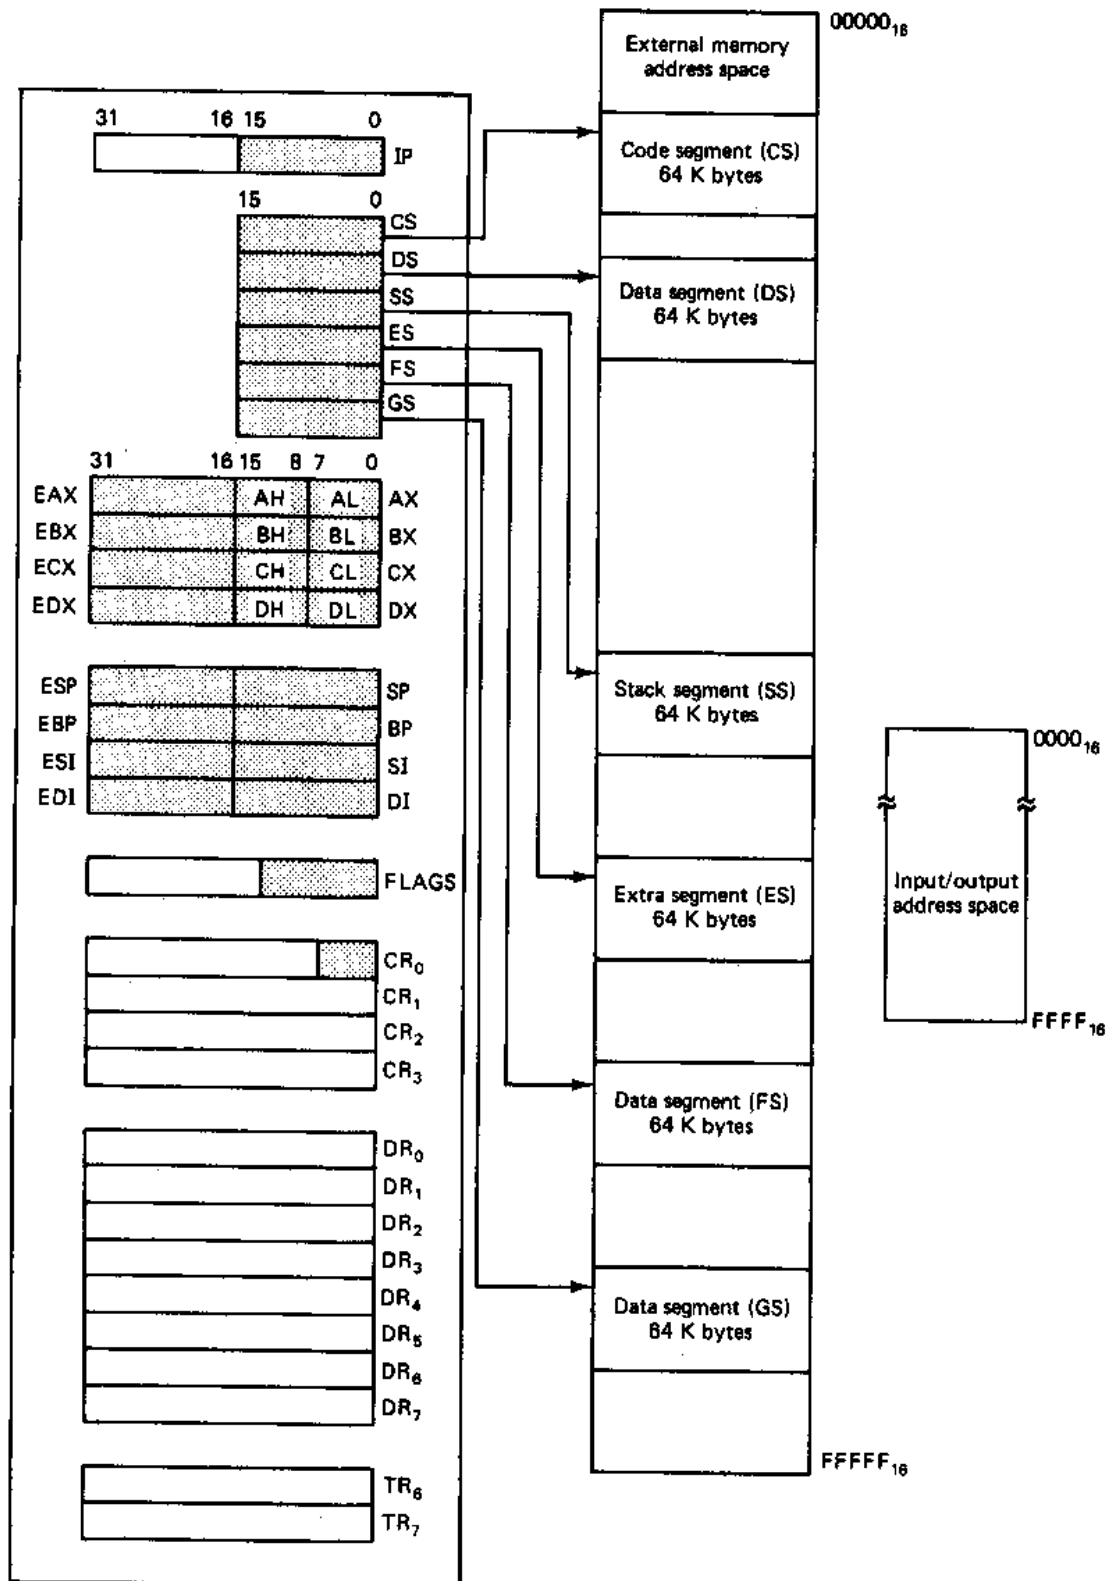 31 16 15 0
IP
15 0
CS
DS
SS
ES
FS
GS
31 16 15 8 7 0
EAX AH AL AX
EBX BH BL BX
ECX CH CL CX
EDX DH DL DX
ESP SP
EBP BP
ESI SI
EDI DI
FLAGS
CR₀
CR₁
CR₂
CR₃
DR₀
DR₁
DR₂
DR₃
DR₄
DR₅
DR₆
DR₇
TR₆
TR₇
00000₁₆
External memory
address space
Code segment (CS)
64 K bytes
Data segment (DS)
64 K bytes
Stack segment (SS)
64 K bytes
Extra segment (ES)
64 K bytes
Data segment (FS)
64 K bytes
Data segment (GS)
64 K bytes
FFFFF₁₆
0000₁₆
Input/output
address space
FFFF₁₆